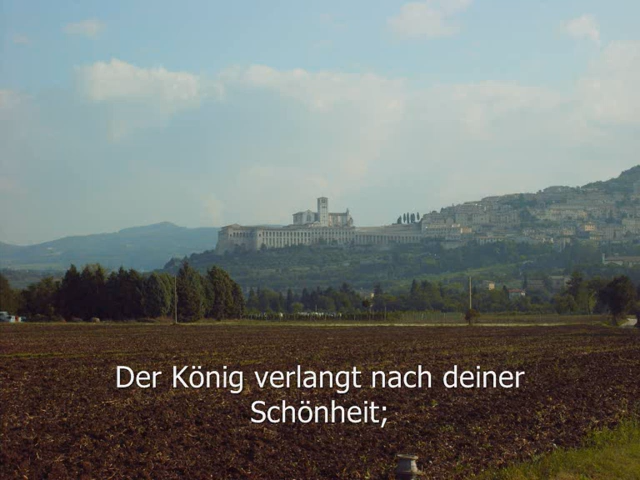 Der König verlangt nach deiner
Schönheit;